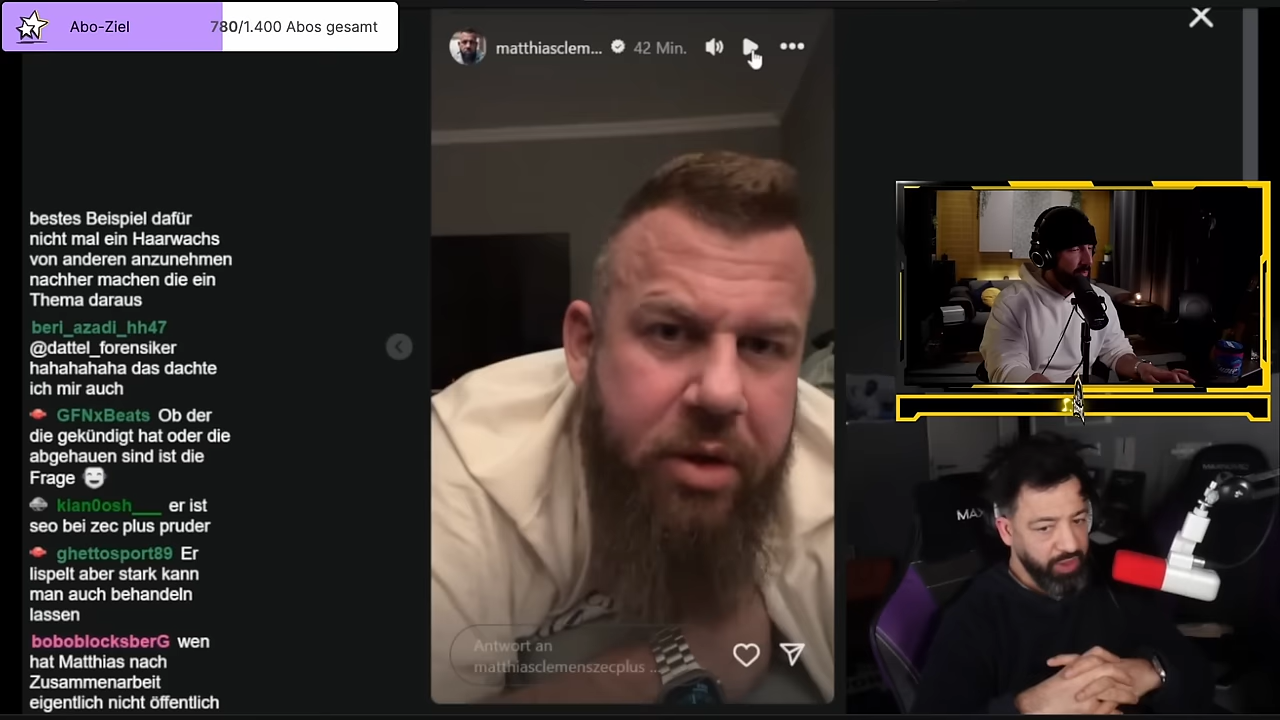 Abo-Ziel
780/1.400 Abos gesamt
matthiasclem...
42 Min.
bestes Beispiel dafür
nicht mal ein Haarwachs
von anderen anzunehmen
nachher machen die ein
Thema daraus
beri_azadi_hh47
@dattel_forensiker
hahahahaha das dachte
ich mir auch
GFNxBeats Ob der
die gekündigt hat oder die
abgehauen sind ist die
Frage
klan0osh___ er ist
seo bei zec plus pruder
ghettosport89 Er
lispelt aber stark kann
man auch behandeln
lassen
boboblocksberG wen
hat Matthias nach
Zusammenarbeit
eigentlich nicht öffentlich
Antwort an
matthiasclemenszecplus ...